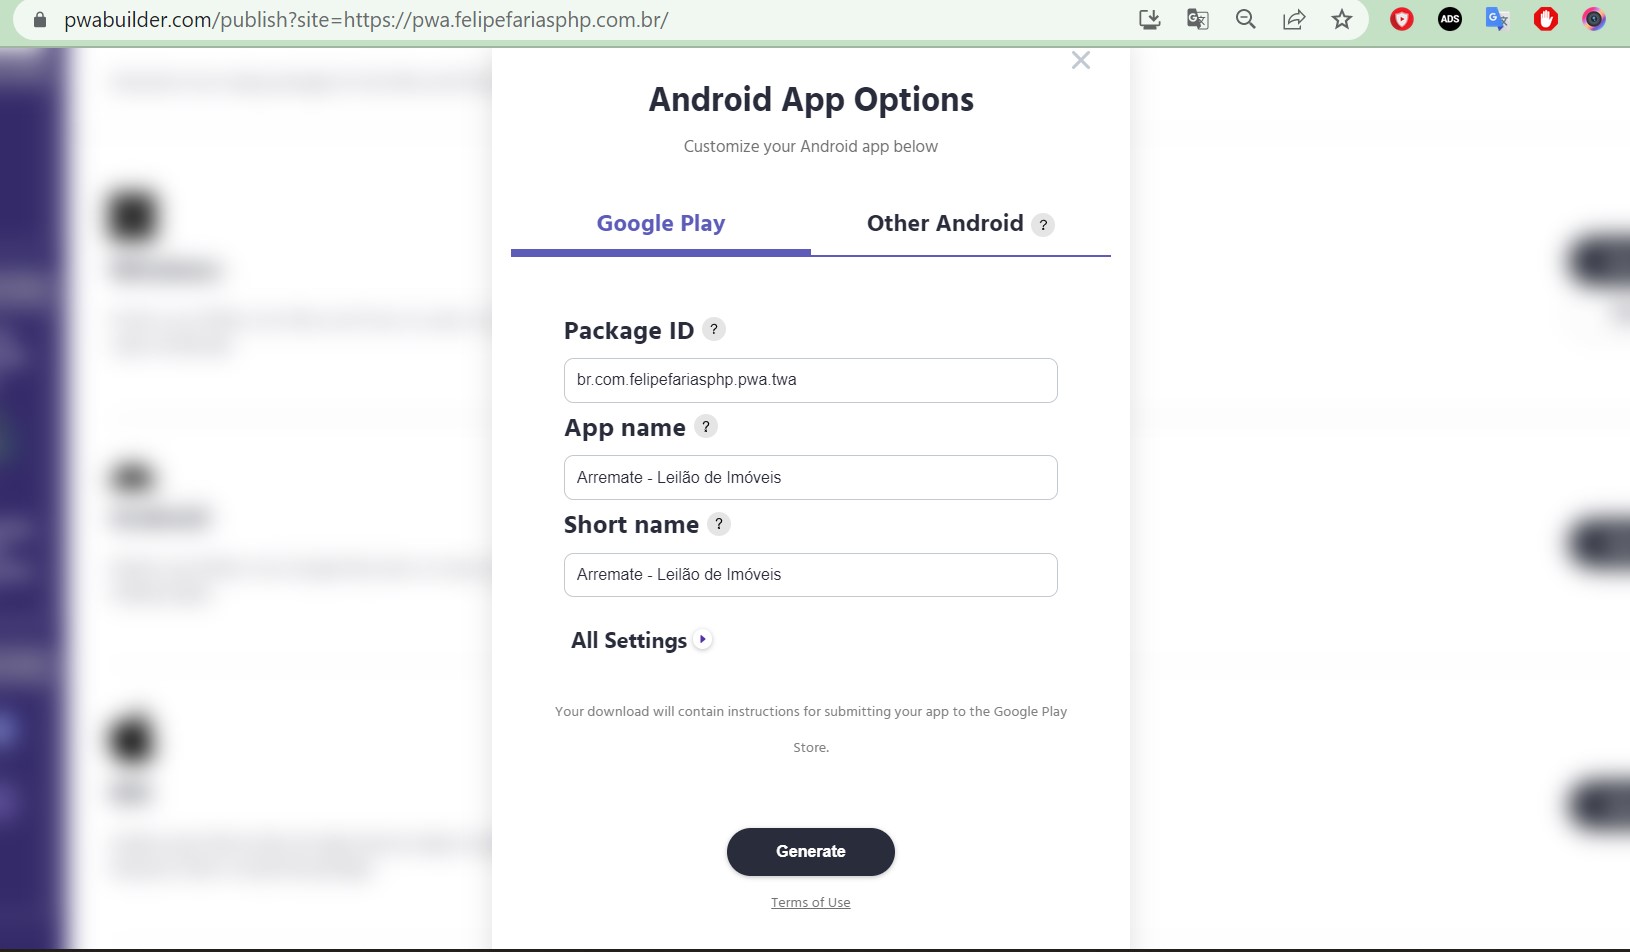 pwabuilder.com/publish?site=https://pwa.felipefariasphp.com.br/
ADS
Android App Options
Customize your Android app below
Google Play
Other Android ?
Package ID ?
br.com.felipefariasphp.pwa.twa
App name ?
Arremate - Leilão de Imóveis
Short name ?
Arremate - Leilão de Imóveis
All Settings
Your download will contain instructions for submitting your app to the Google Play
Store.
Generate
Terms of Use